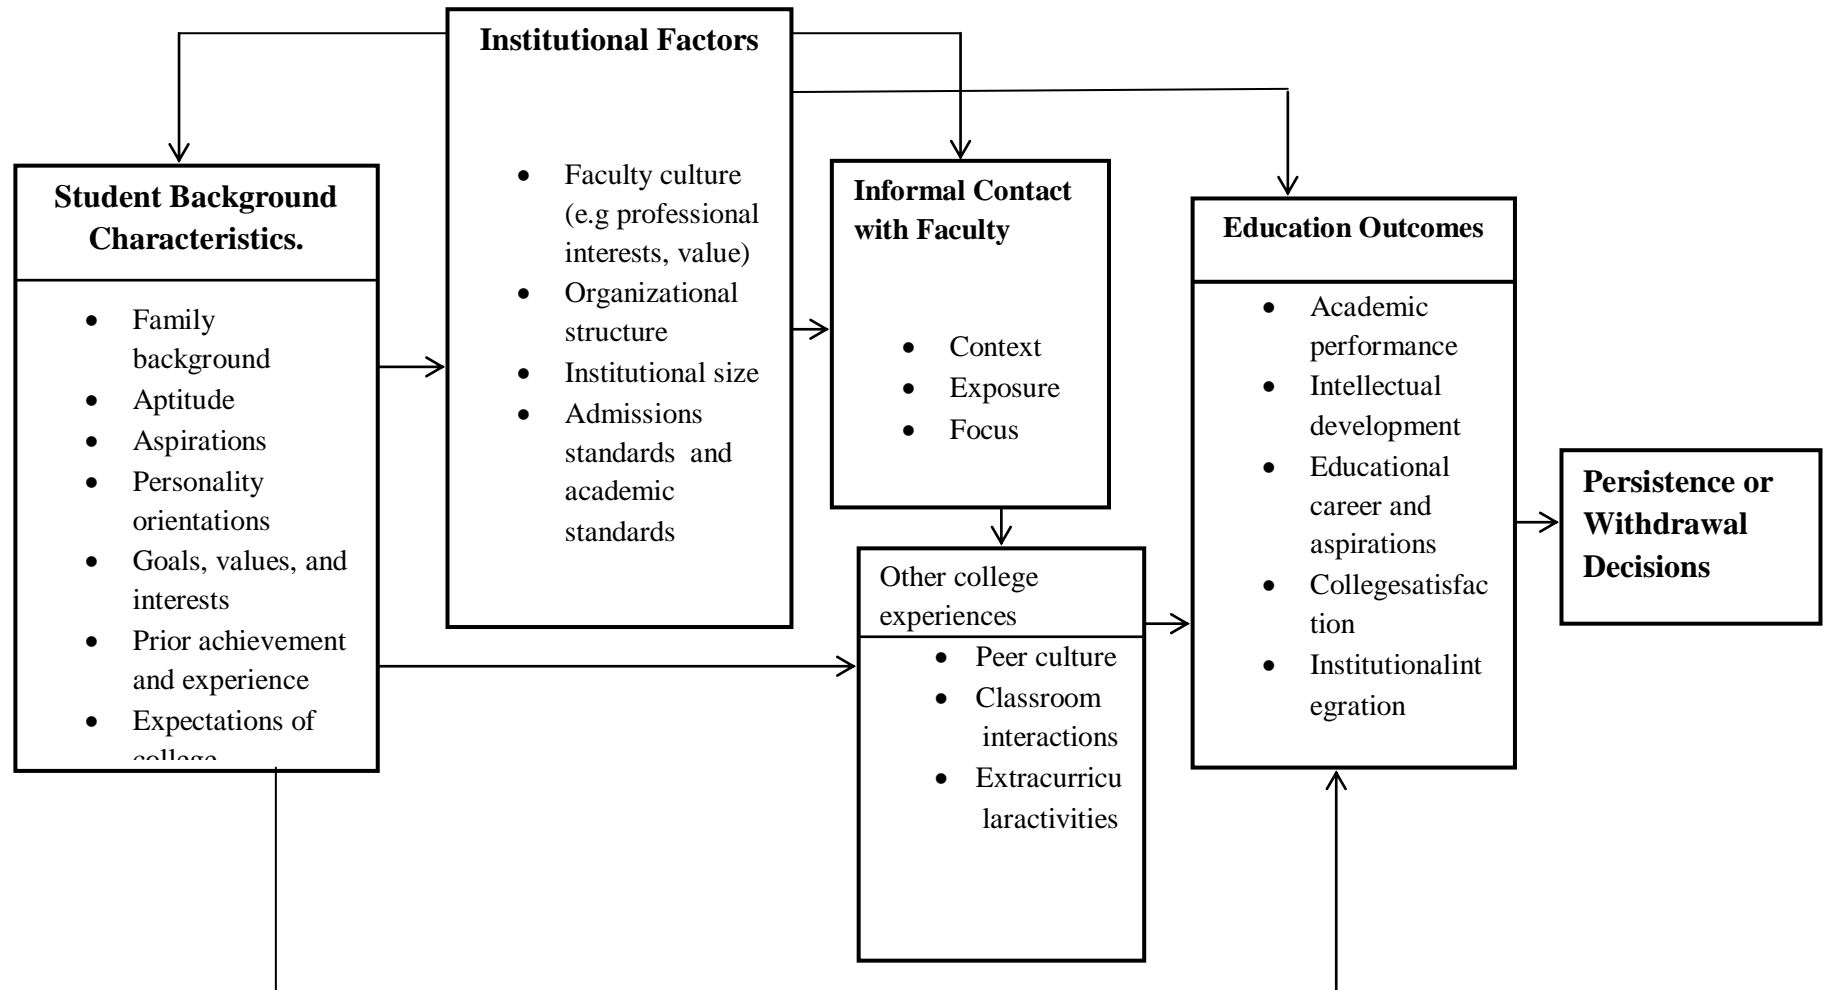 Institutional Factors
• Faculty culture
(e.g professional
interests, value)
• Organizational
structure
• Institutional size
• Admissions
standards and
academic
standards
Student Background
Characteristics.
• Family
background
• Aptitude
• Aspirations
• Personality
orientations
• Goals, values, and
interests
• Prior achievement
and experience
• Expectations of
college
Informal Contact
with Faculty
• Context
• Exposure
• Focus
Other college
experiences
• Peer culture
• Classroom
interactions
• Extracurricu
laractivities
Education Outcomes
• Academic
performance
• Intellectual
development
• Educational
career and
aspirations
• Collegesatisfac
tion
• Institutionalint
egration
Persistence or
Withdrawal
Decisions